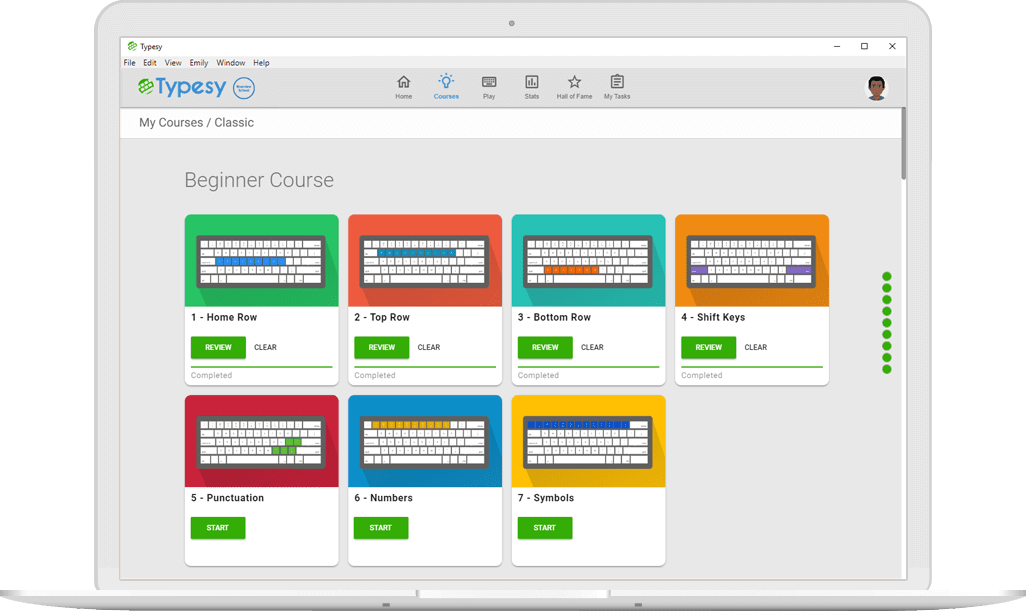 Typesy
File Edit View Emily Window Help
Typesy
Home Courses Play Stats Hall of Fame My Tasks
My Courses / Classic
Beginner Course
1 - Home Row
REVIEW CLEAR
Completed
2 - Top Row
REVIEW CLEAR
Completed
3 - Bottom Row
REVIEW CLEAR
Completed
4 - Shift Keys
REVIEW CLEAR
Completed
5 - Punctuation
START
6 - Numbers
START
7 - Symbols
START